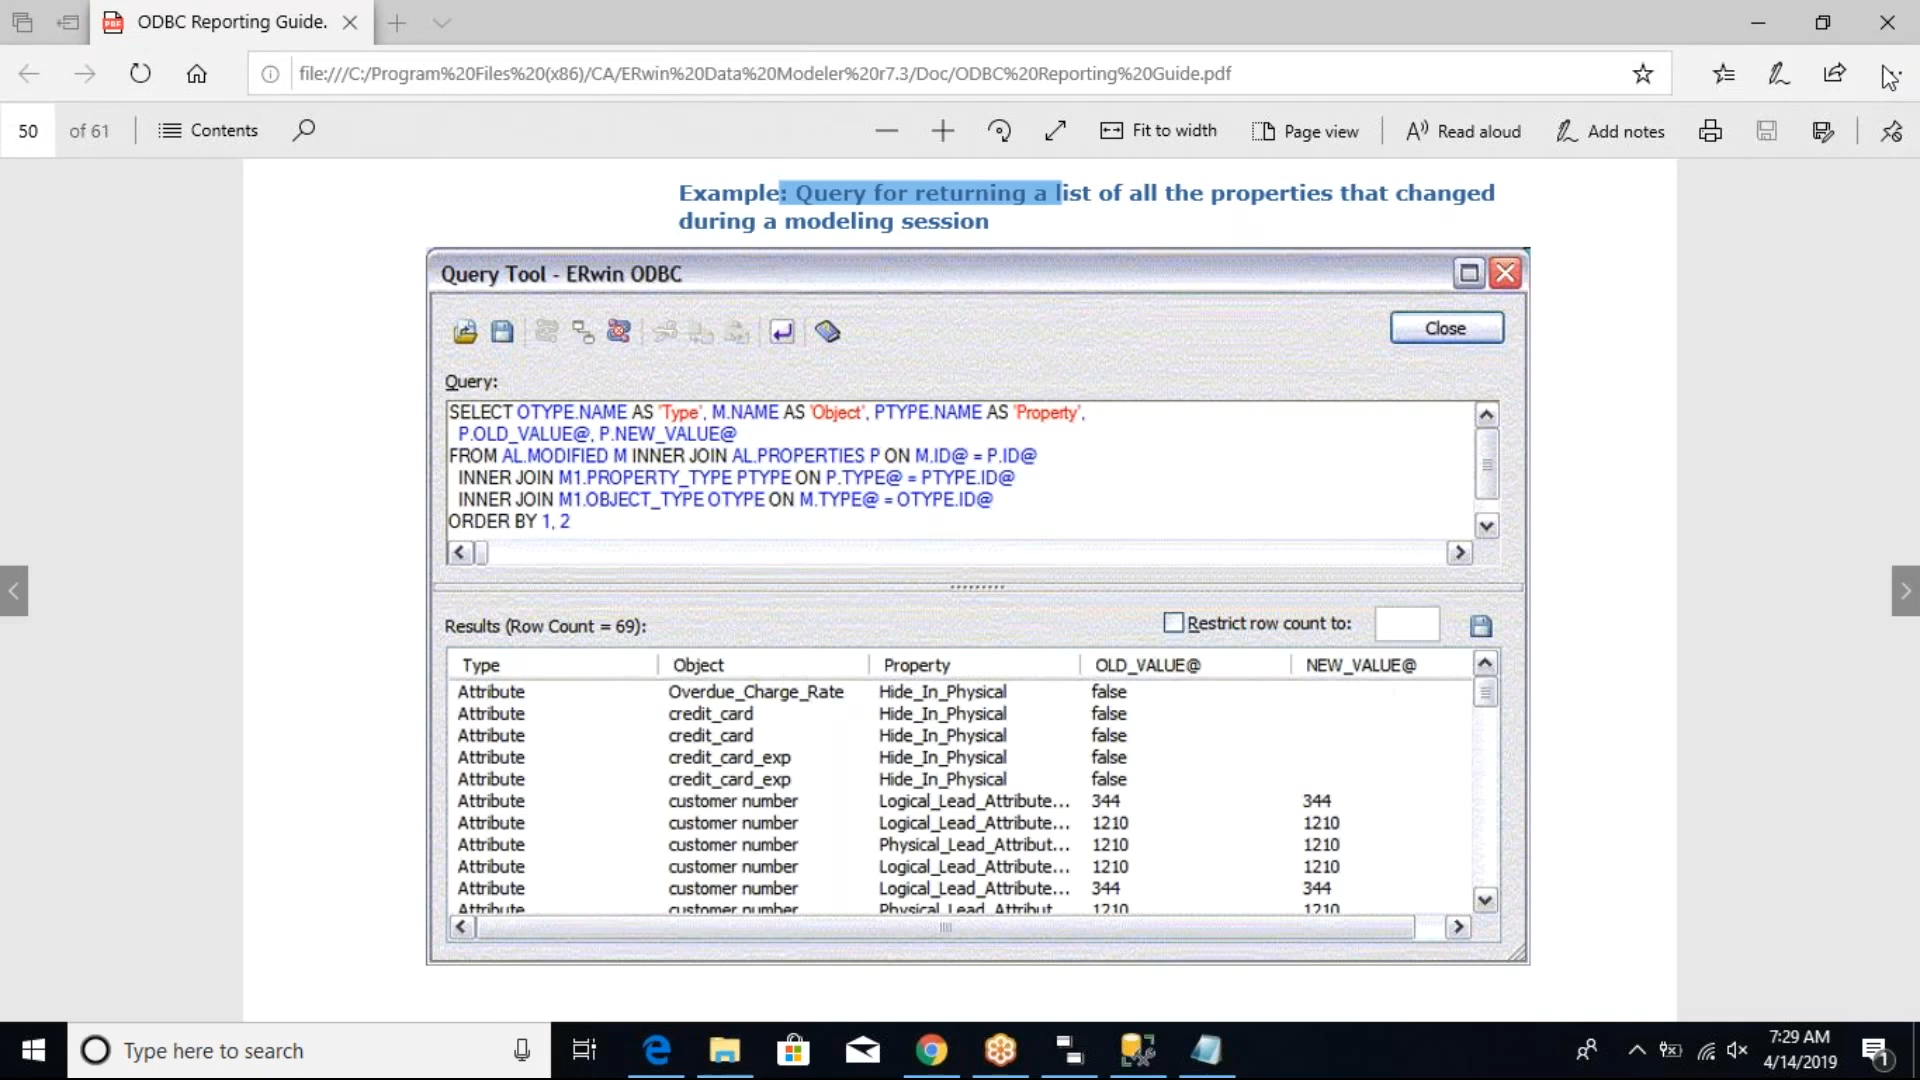 ODBC Reporting Guide.
file:///C:/Program%20Files%20(x86)/CA/ERwin%20Data%20Modeler%20r7.3/Doc/ODBC%20Reporting%20Guide.pdf
50 of 61 Contents Fit to width Page view Read aloud Add notes
Example: Query for returning a list of all the properties that changed
during a modeling session
Query Tool - ERwin ODBC
Close
Query:
SELECT OTYPE.NAME AS 'Type', M.NAME AS 'Object', PTYPE.NAME AS 'Property',
P.OLD_VALUE@, P.NEW_VALUE@
FROM AL.MODIFIED M INNER JOIN AL.PROPERTIES P ON M.ID@ = P.ID@
INNER JOIN M1.PROPERTY_TYPE PTYPE ON P.TYPE@ = PTYPE.ID@
INNER JOIN M1.OBJECT_TYPE OTYPE ON M.TYPE@ = OTYPE.ID@
ORDER BY 1, 2
Results (Row Count = 69): Restrict row count to:
Type Object Property OLD_VALUE@ NEW_VALUE@
Attribute Overdue_Charge_Rate Hide_In_Physical false
Attribute credit_card Hide_In_Physical false
Attribute credit_card Hide_In_Physical false
Attribute credit_card_exp Hide_In_Physical false
Attribute credit_card_exp Hide_In_Physical false
Attribute customer number Logical_Lead_Attribute... 344 344
Attribute customer number Logical_Lead_Attribute... 1210 1210
Attribute customer number Physical_Lead_Attribut... 1210 1210
Attribute customer number Logical_Lead_Attribute... 1210 1210
Attribute customer number Logical_Lead_Attribute... 344 344
Attribute customer number Physical_Lead_Attribut 1210 1210
Type here to search
7:29 AM
4/14/2019
1